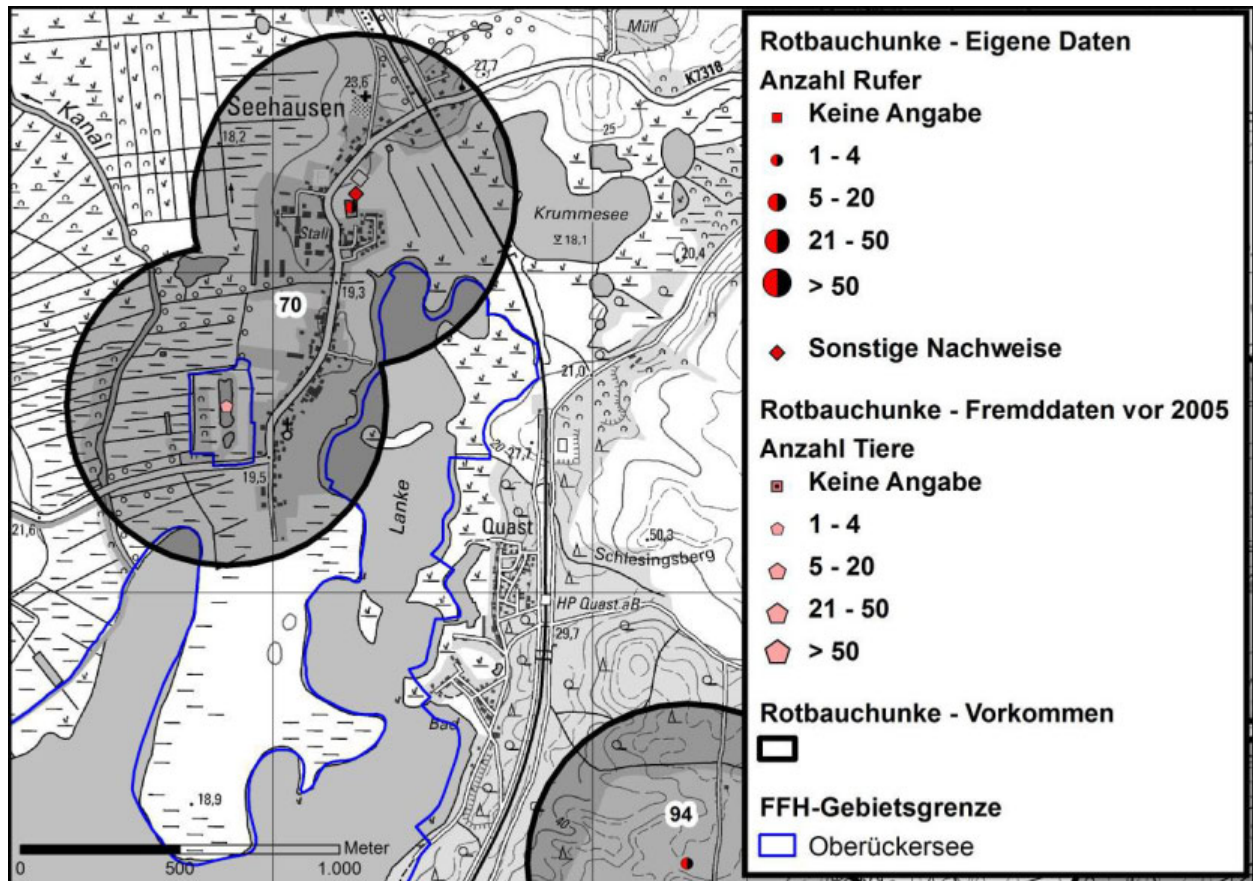 Müll
K7318
27,7
23,6
Seehausen
Kanal
18,2
25
Stall
Krummesee
18,1
20,4
19,3
70
21,0
20
27,7
19,5
21,6
Lanke
Quast
50,3
Schlesingsberg
HP Quast aB
29,7
Bad
18,9
40
94
Meter
0 500 1.000
Rotbauchunke - Eigene Daten
Anzahl Rufer
Keine Angabe
1 - 4
5 - 20
21 - 50
> 50
Sonstige Nachweise
Rotbauchunke - Fremddaten vor 2005
Anzahl Tiere
Keine Angabe
1 - 4
5 - 20
21 - 50
> 50
Rotbauchunke - Vorkommen
FFH-Gebietsgrenze
Oberückersee